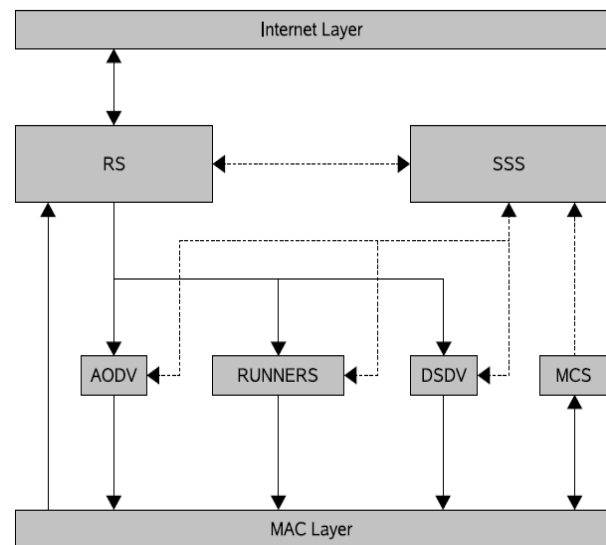 Internet Layer
RS
SSS
AODV
RUNNERS
DSDV
MCS
MAC Layer